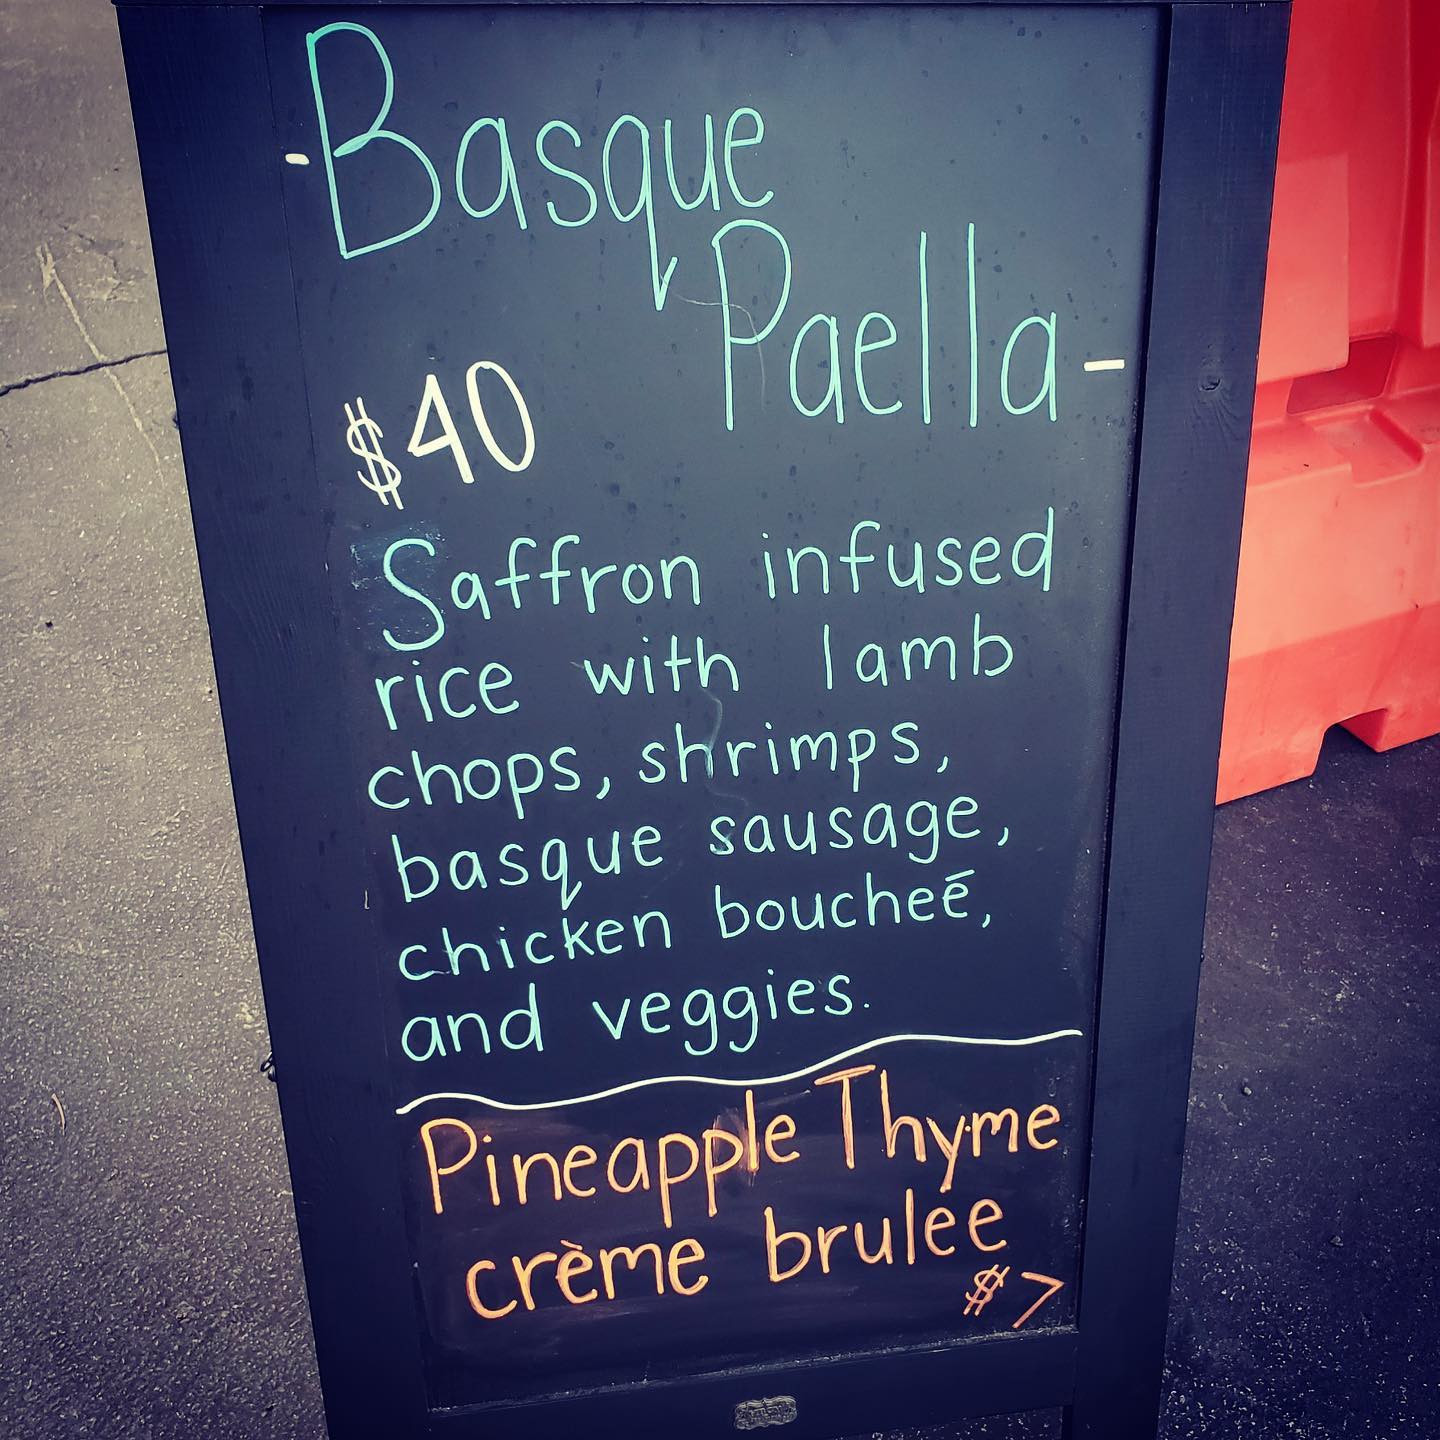 -Basque
Paella-
$40
Saffron infused
rice with lamb
chops, shrimps,
basque sausage,
chicken boucheé,
and veggies.
Pineapple Thyme
crème brulée
$7